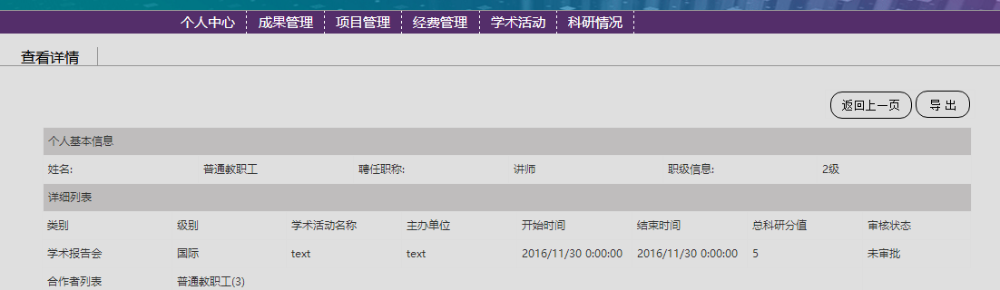 个人中心 成果管理 项目管理 经费管理 学术活动 科研情况
查看详情
返回上一页 导 出
个人基本信息
姓名: 普通教职工 聘任职称: 讲师 职级信息: 2级
详细列表
类别 级别 学术活动名称 主办单位 开始时间 结束时间 总科研分值 审核状态
学术报告会 国际 text text 2016/11/30 0:00:00 2016/11/30 0:00:00 5 未审批
合作者列表 普通教职工(3)